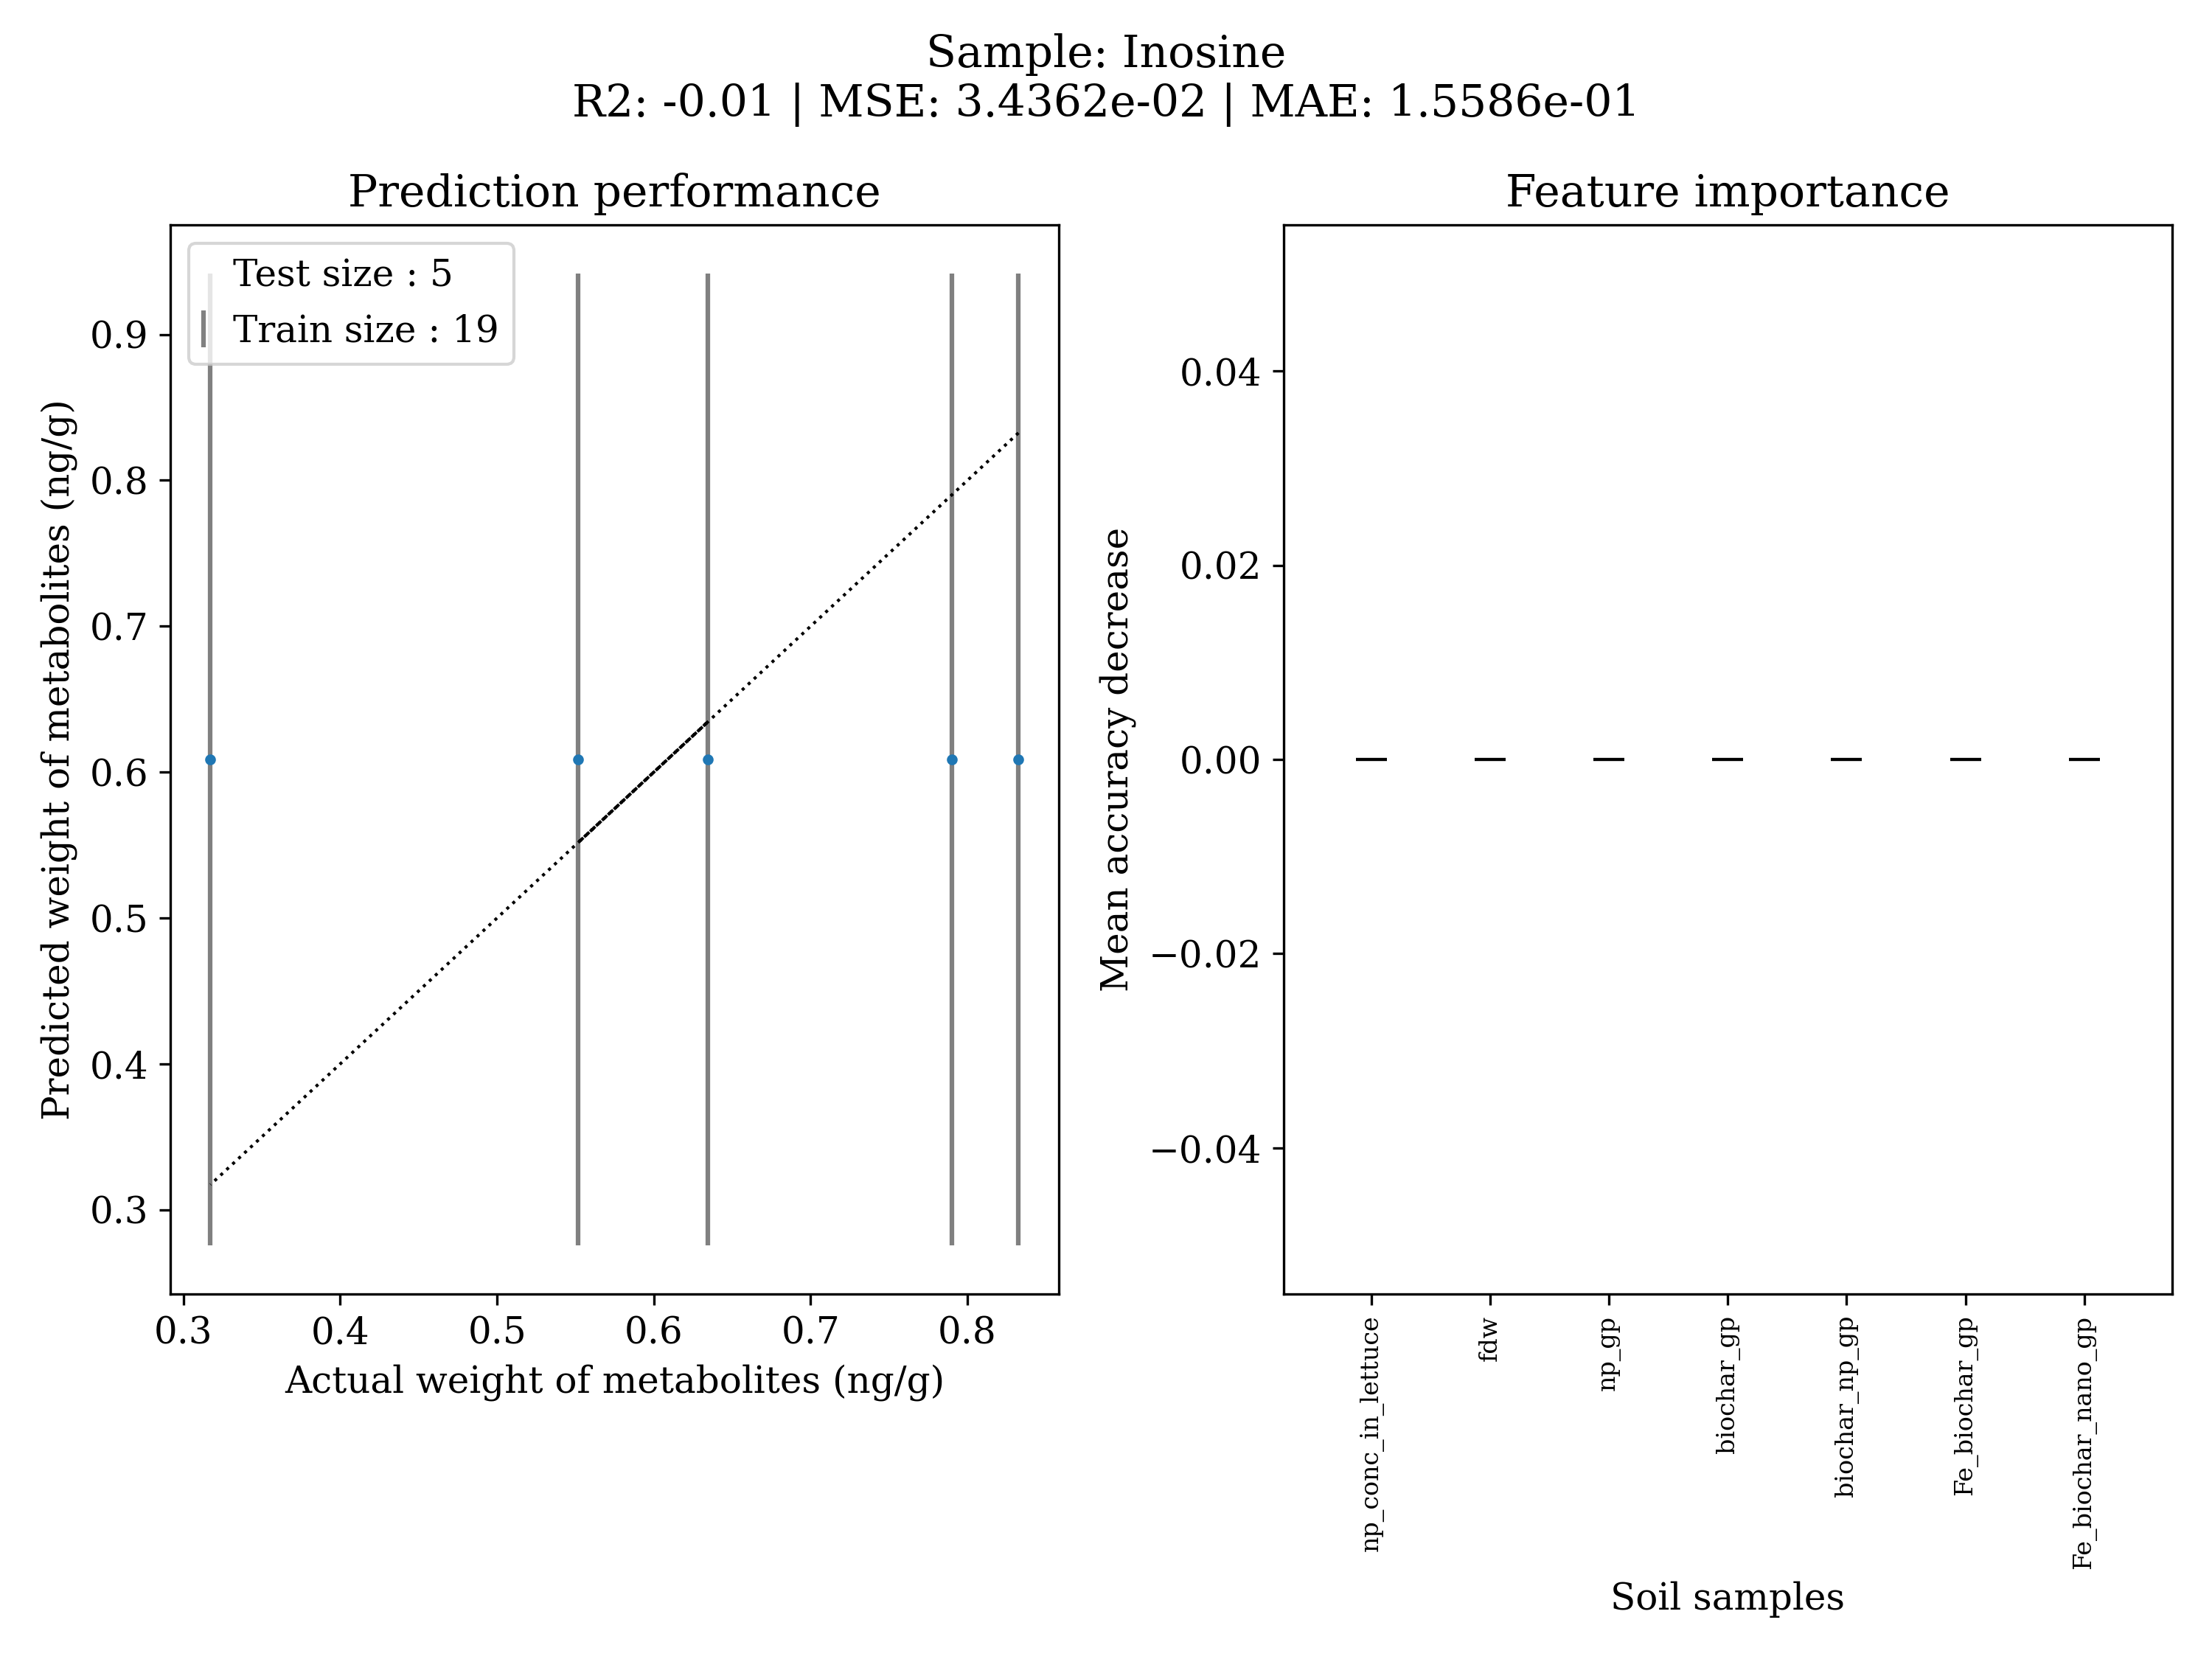 Sample: Inosine
R2: -0.01 | MSE: 3.4362e-02 | MAE: 1.5586e-01
Prediction performance
Test size : 5
Train size : 19
0.9
0.8
0.7
0.6
0.5
0.4
0.3
Predicted weight of metabolites (ng/g)
0.3 0.4 0.5 0.6 0.7 0.8
Actual weight of metabolites (ng/g)
Feature importance
0.04
0.02
0.00
−0.02
−0.04
Mean accuracy decrease
np_conc_in_lettuce
fdw
np_gp
biochar_gp
biochar_np_gp
Fe_biochar_gp
Fe_biochar_nano_gp
Soil samples